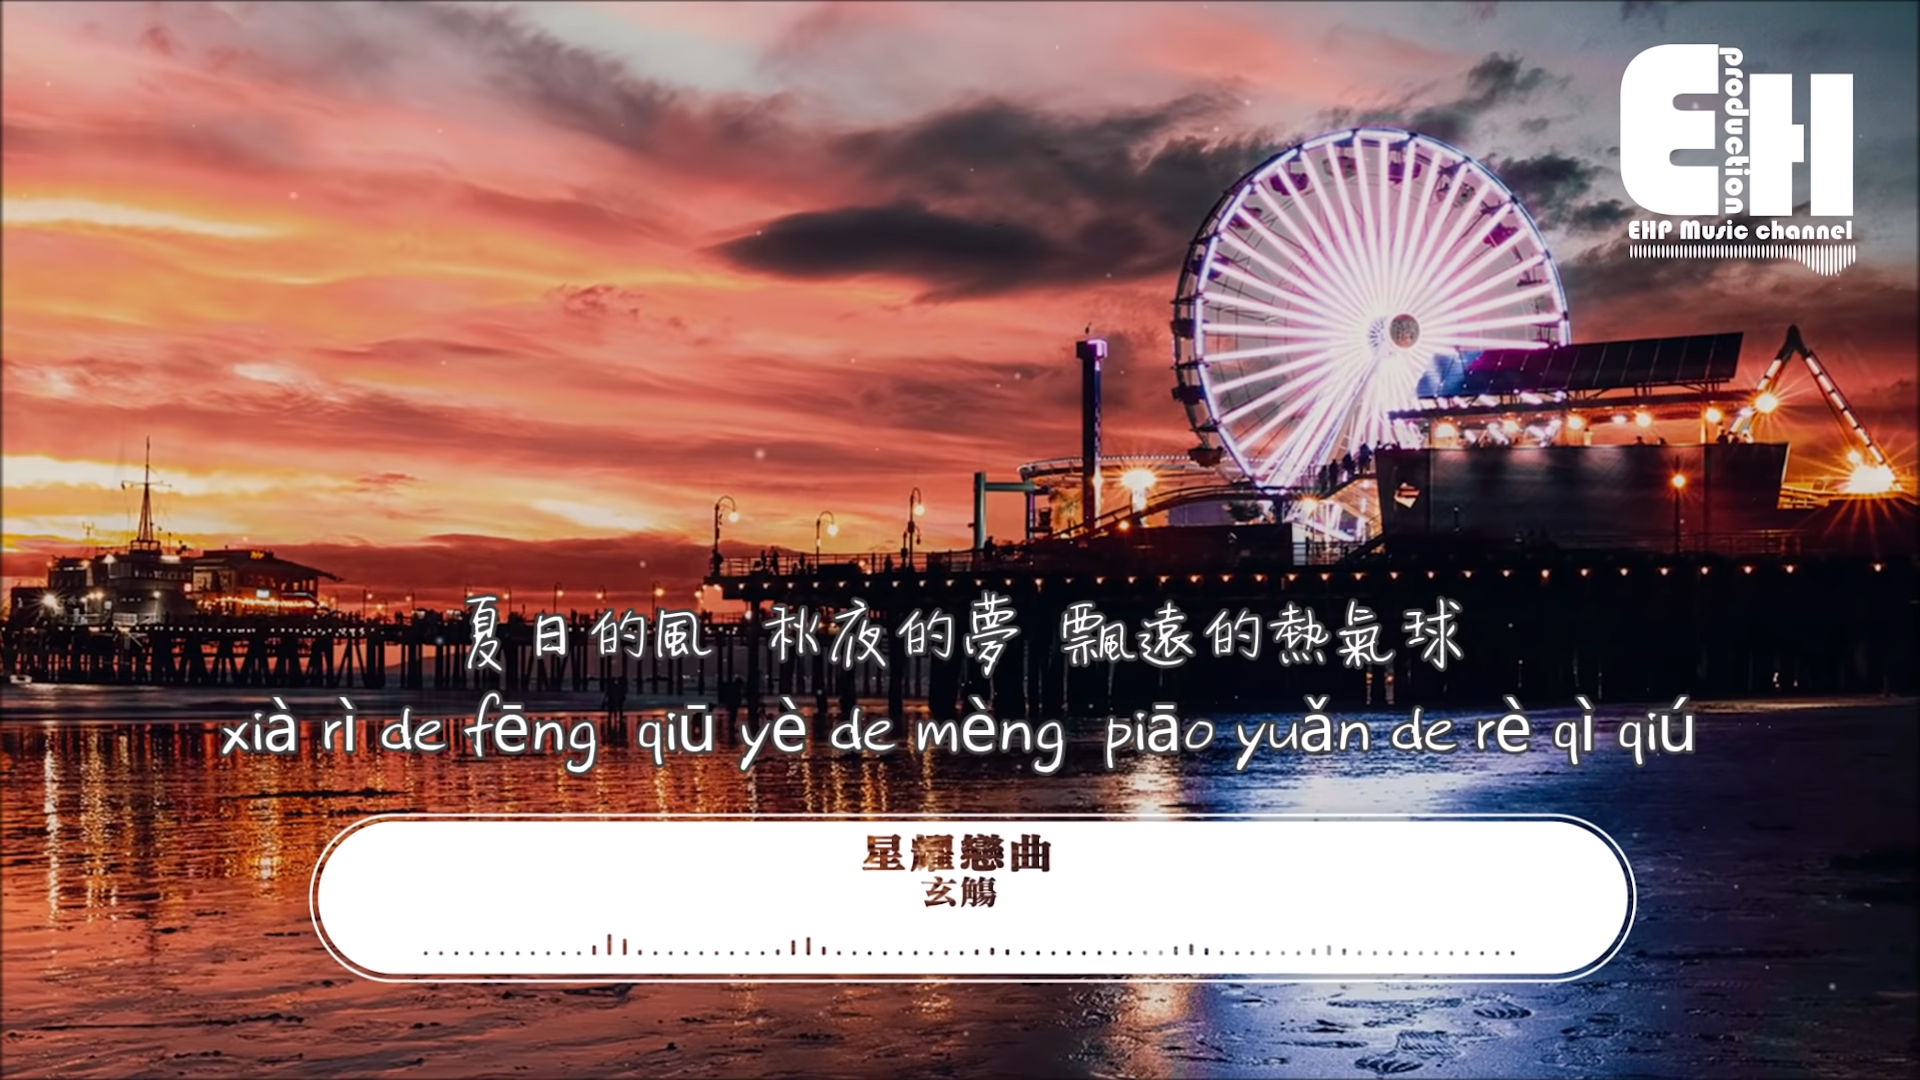 EH
production
EHP Music channel
夏日的風 秋夜的夢 飄遠的熱氣球
xià rì de fēng qiū yè de mèng piāo yuǎn de rè qì qiú
星耀戀曲
玄觴